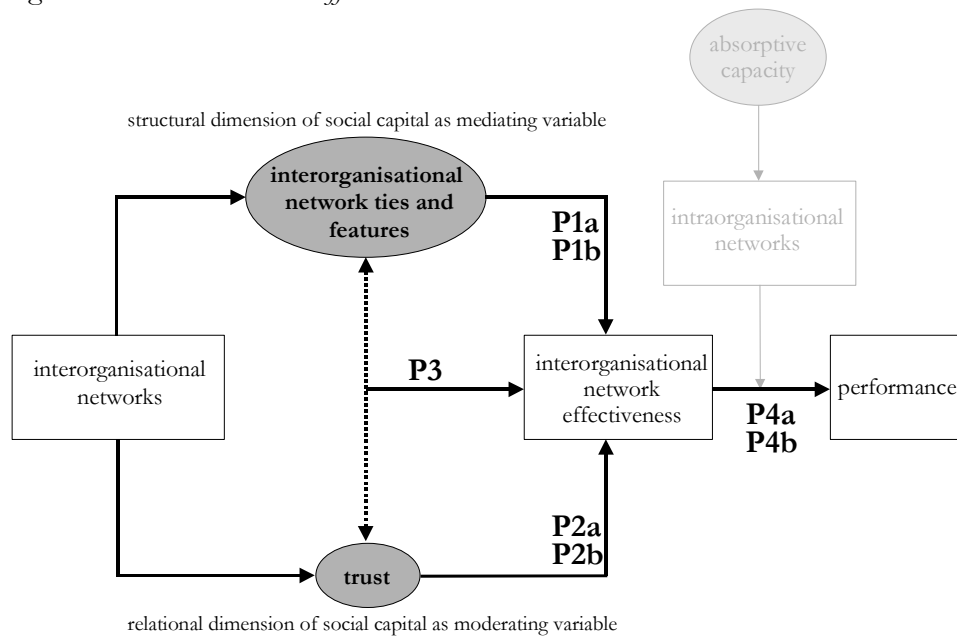 absorptive
capacity
structural dimension of social capital as mediating variable
interorganisational
network ties and
features
P1a
P1b
intraorganisational
networks
interorganisational
networks
P3
interorganisational
network
effectiveness
P4a
P4b
performance
P2a
P2b
trust
relational dimension of social capital as moderating variable